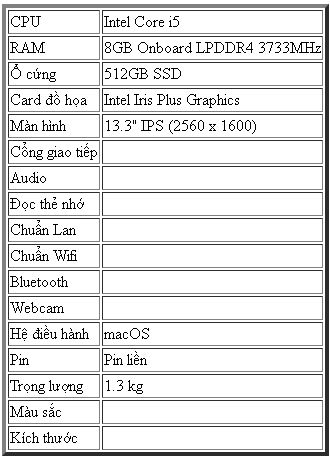 CPU Intel Core i5
RAM 8GB Onboard LPDDR4 3733MHz
Ổ cứng 512GB SSD
Card đồ họa Intel Iris Plus Graphics
Màn hình 13.3" IPS (2560 x 1600)
Cổng giao tiếp
Audio
Đọc thẻ nhớ
Chuẩn Lan
Chuẩn Wifi
Bluetooth
Webcam
Hệ điều hành macOS
Pin Pin liền
Trọng lượng 1.3 kg
Màu sắc
Kích thước